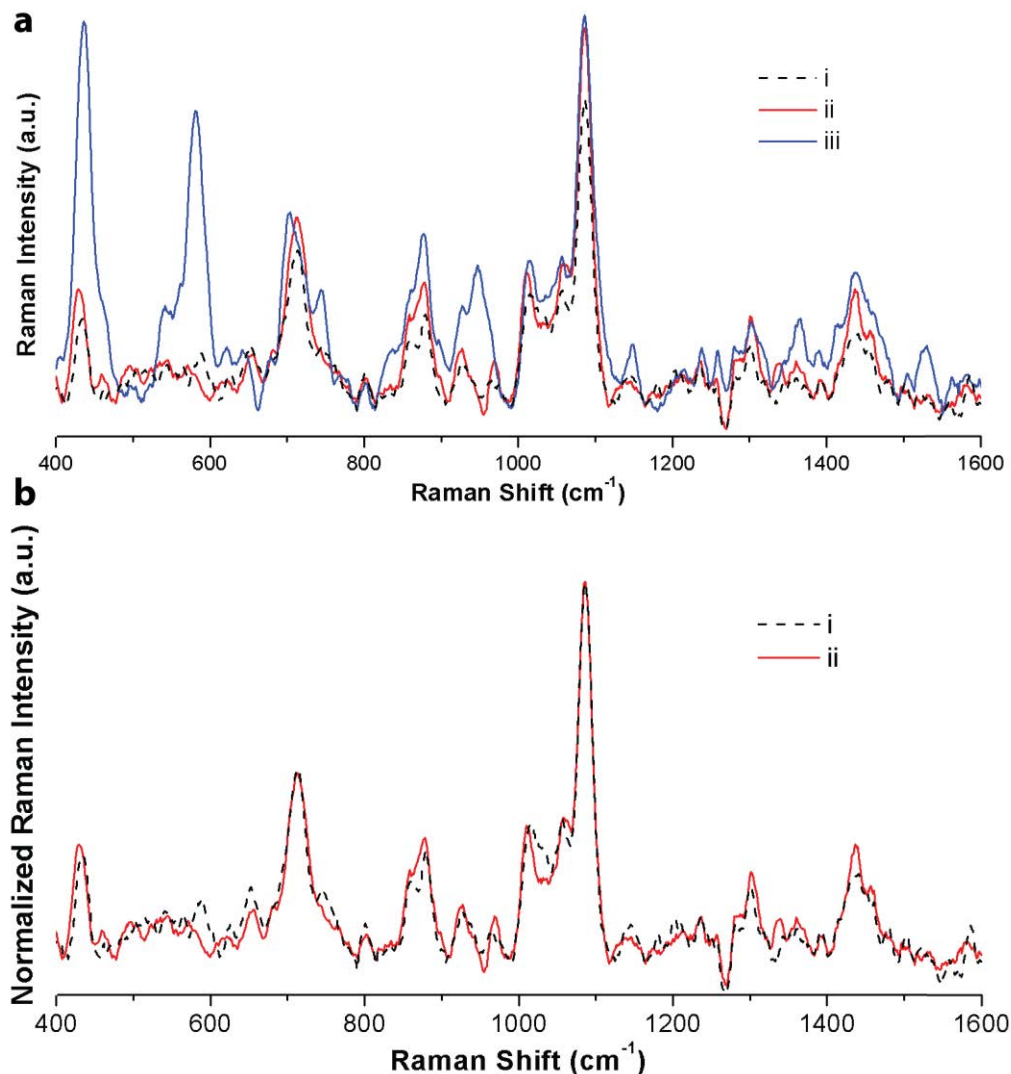 a
Raman Intensity (a.u.)
i
ii
iii
400 600 800 1000 1200 1400 1600
Raman Shift (cm⁻¹)
b
Normalized Raman Intensity (a.u.)
i
ii
400 600 800 1000 1200 1400 1600
Raman Shift (cm⁻¹)